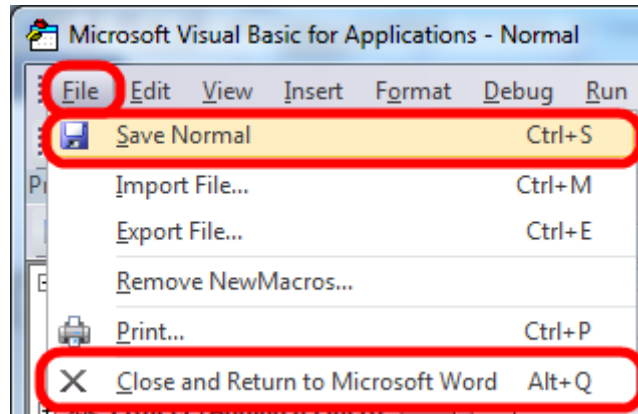 Microsoft Visual Basic for Applications - Normal
File Edit View Insert Format Debug Run
Save Normal Ctrl+S
Import File... Ctrl+M
Export File... Ctrl+E
Remove NewMacros...
Print... Ctrl+P
Close and Return to Microsoft Word Alt+Q